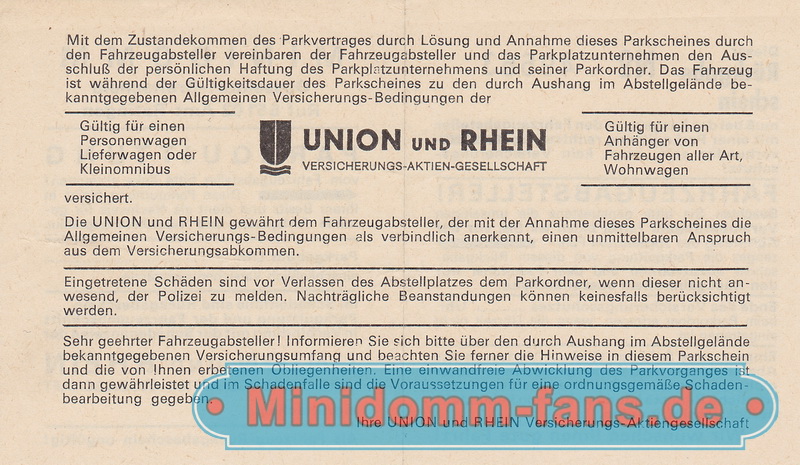 Mit dem Zustandekommen des Parkvertrages durch Lösung und Annahme dieses Parkscheines durch
den Fahrzeugabsteller vereinbaren der Fahrzeugabsteller und das Parkplatzunternehmen den Aus-
schluß der persönlichen Haftung des Parkplatzunternehmens und seiner Parkordner. Das Fahrzeug
ist während der Gültigkeitsdauer des Parkscheines zu den durch Aushang im Abstellgelände be-
kanntgegebenen Allgemeinen Versicherungs-Bedingungen der
Gültig für einen
Personenwagen
Lieferwagen oder
Kleinomnibus
UNION UND RHEIN
VERSICHERUNGS-AKTIEN-GESELLSCHAFT
Gültig für einen
Anhänger von
Fahrzeugen aller Art,
Wohnwagen
versichert.
Die UNION und RHEIN gewährt dem Fahrzeugabsteller, der mit der Annahme dieses Parkscheines die
Allgemeinen Versicherungs-Bedingungen als verbindlich anerkennt, einen unmittelbaren Anspruch
aus dem Versicherungsabkommen.
Eingetretene Schäden sind vor Verlassen des Abstellplatzes dem Parkordner, wenn dieser nicht an-
wesend, der Polizei zu melden. Nachträgliche Beanstandungen können keinesfalls berücksichtigt
werden.
Sehr geehrter Fahrzeugabsteller! Informieren Sie sich bitte über den durch Aushang im Abstellgelände
bekanntgegebenen Versicherungsumfang und beachten Sie ferner die Hinweise in diesem Parkschein
und die von Ihnen erbetenen Obliegenheiten. Eine einwandfreie Abwicklung des Parkvorganges ist
dann gewährleistet und im Schadenfalle sind die Voraussetzungen für eine ordnungsgemäße Schaden-
bearbeitung gegeben.
• Minidomm-fans.de •
Ihre UNION und RHEIN Versicherungs-Aktiengesellschaft